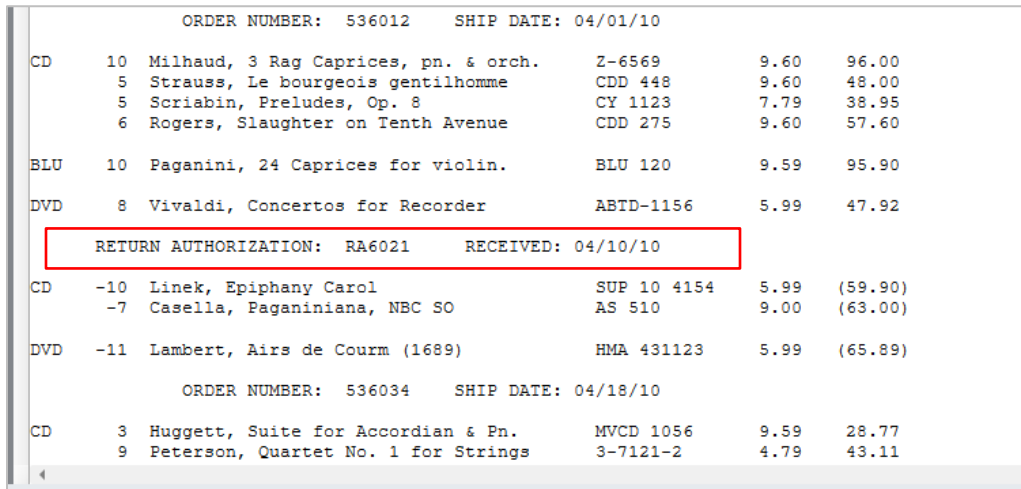 ORDER NUMBER: 536012 SHIP DATE: 04/01/10
CD 10 Milhaud, 3 Rag Caprices, pn. & orch. Z-6569 9.60 96.00
5 Strauss, Le bourgeois gentilhomme CDD 448 9.60 48.00
5 Scriabin, Preludes, Op. 8 CY 1123 7.79 38.95
6 Rogers, Slaughter on Tenth Avenue CDD 275 9.60 57.60
BLU 10 Paganini, 24 Caprices for violin. BLU 120 9.59 95.90
DVD 8 Vivaldi, Concertos for Recorder ABTD-1156 5.99 47.92
RETURN AUTHORIZATION: RA6021 RECEIVED: 04/10/10
CD -10 Linek, Epiphany Carol SUP 10 4154 5.99 (59.90)
-7 Casella, Paganiniana, NBC SO AS 510 9.00 (63.00)
DVD -11 Lambert, Airs de Courm (1689) HMA 431123 5.99 (65.89)
ORDER NUMBER: 536034 SHIP DATE: 04/18/10
CD 3 Huggett, Suite for Accordian & Pn. MVCD 1056 9.59 28.77
9 Peterson, Quartet No. 1 for Strings 3-7121-2 4.79 43.11